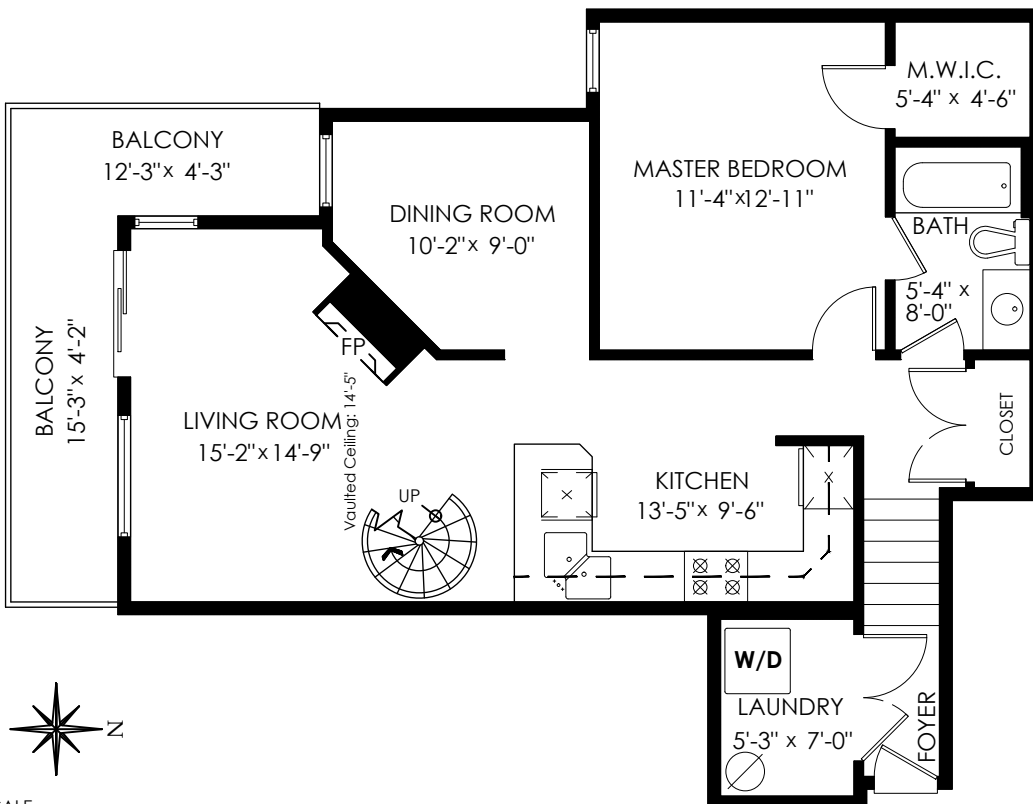 M.W.I.C.
5'-4" x 4'-6"
BALCONY
12'-3" x 4'-3"
MASTER BEDROOM
11'-4" x 12'-11"
DINING ROOM
10'-2" x 9'-0"
BATH
5'-4" x
8'-0"
BALCONY
15'-3" x 4'-2"
FP
Vaulted Ceiling: 14'-5"
LIVING ROOM
15'-2" x 14'-9"
CLOSET
KITCHEN
13'-5" x 9'-6"
X
X
UP
W/D
LAUNDRY
5'-3" x 7'-0"
FOYER
N